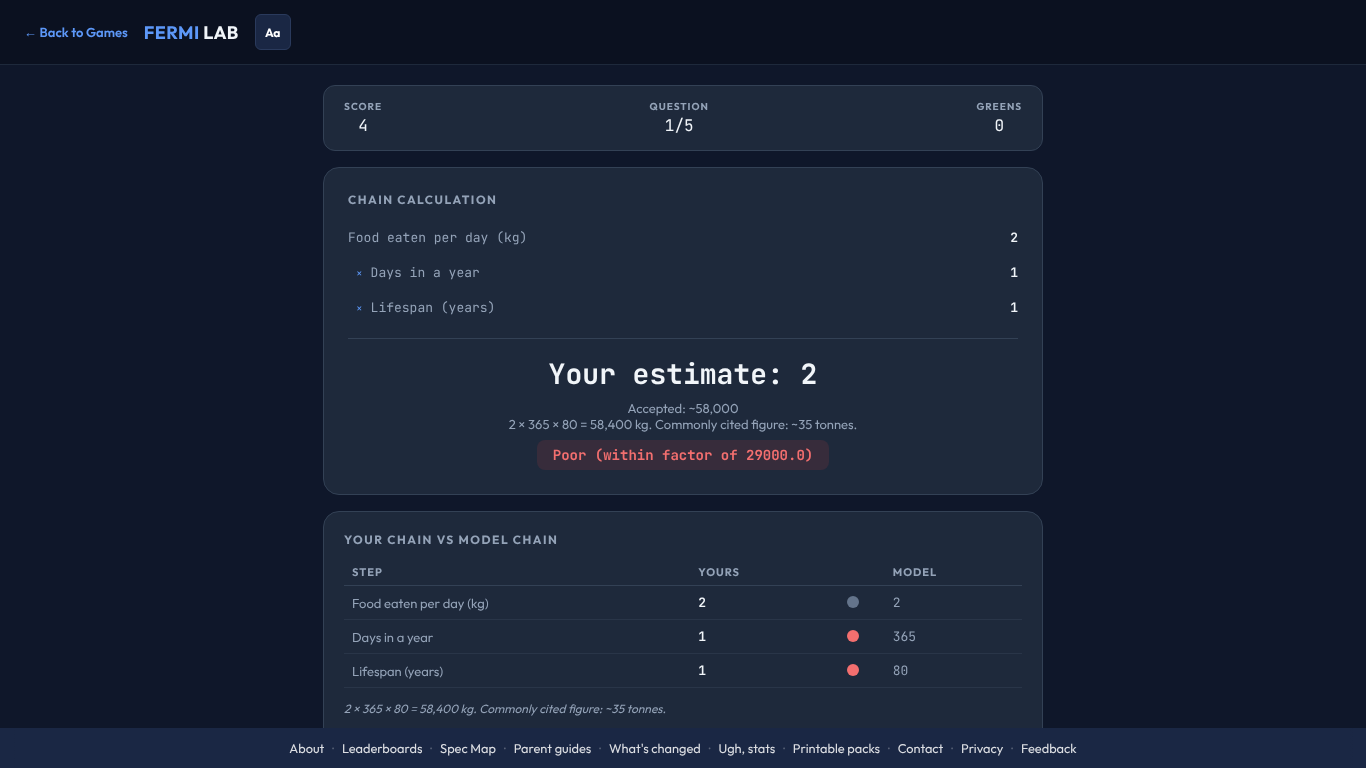 ← Back to Games FERMI LAB Aa
SCORE QUESTION GREENS
4 1/5 0
CHAIN CALCULATION
Food eaten per day (kg) 2
× Days in a year 1
× Lifespan (years) 1
Your estimate: 2
Accepted: ~58,000
2 × 365 × 80 = 58,400 kg. Commonly cited figure: ~35 tonnes.
Poor (within factor of 29000.0)
YOUR CHAIN VS MODEL CHAIN
STEP YOURS MODEL
Food eaten per day (kg) 2 2
Days in a year 1 365
Lifespan (years) 1 80
2 × 365 × 80 = 58,400 kg. Commonly cited figure: ~35 tonnes.
About · Leaderboards · Spec Map · Parent guides · What's changed · Ugh, stats · Printable packs · Contact · Privacy · Feedback